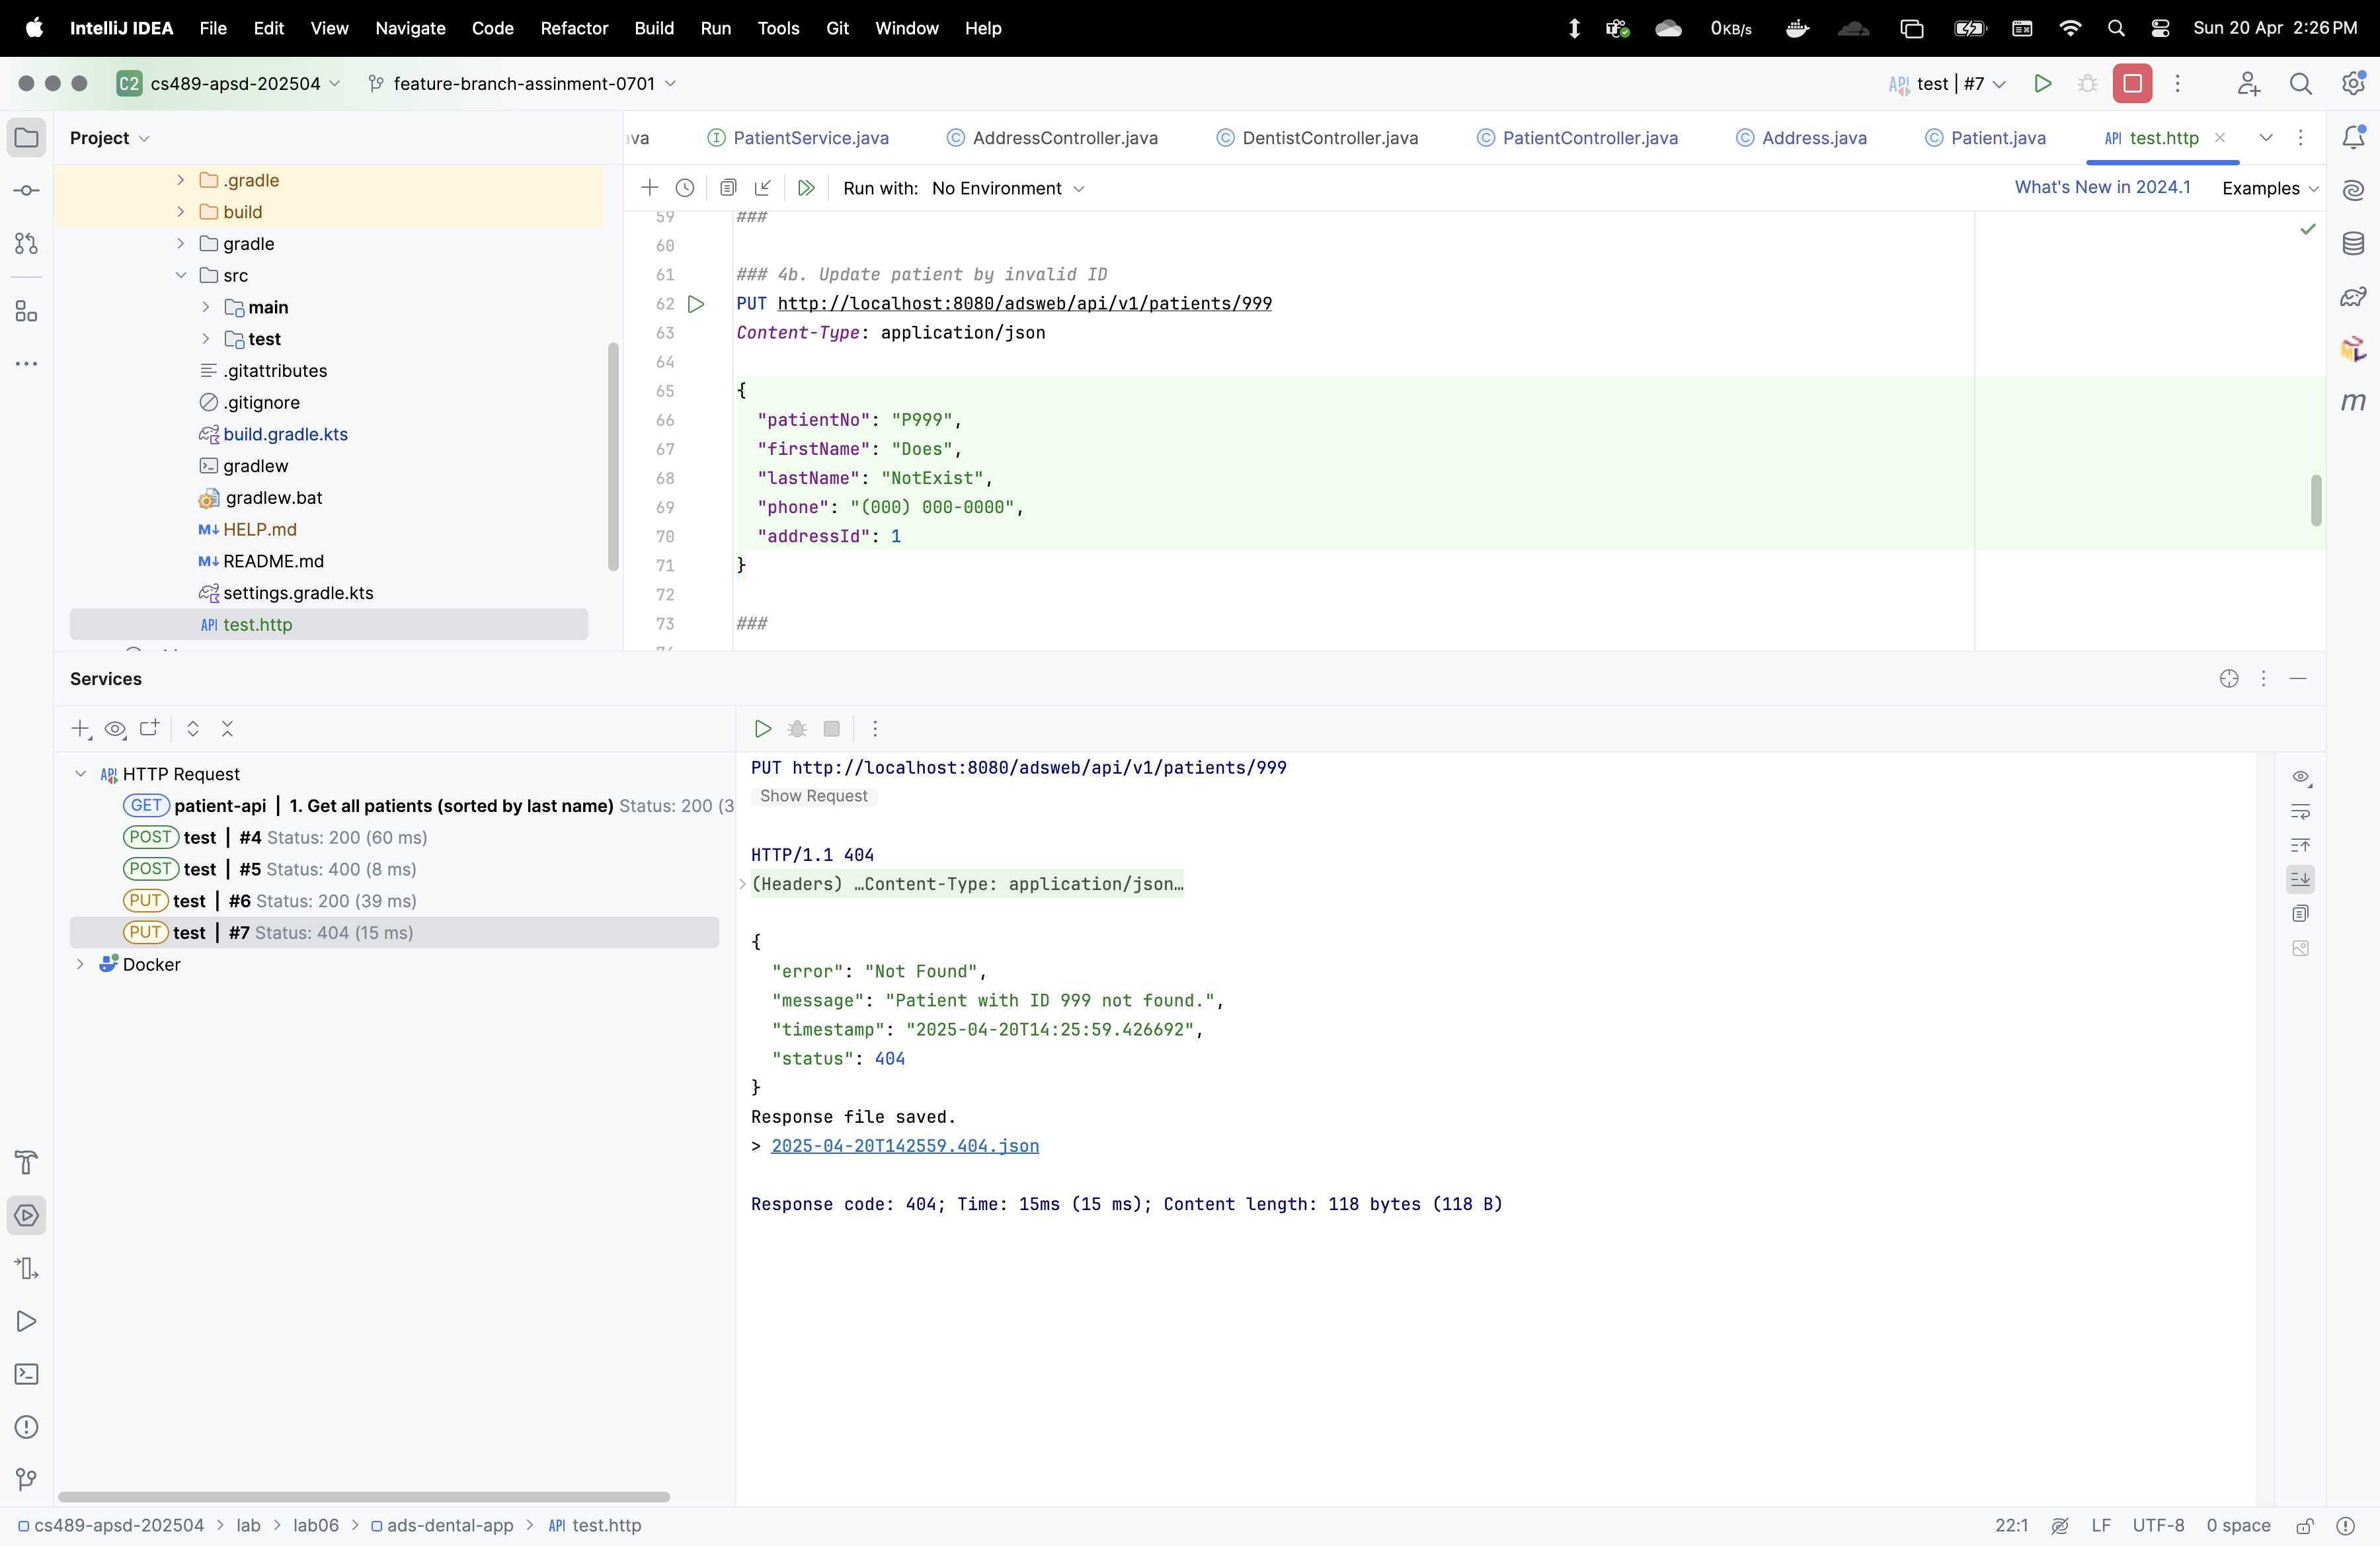 IntelliJ IDEA File Edit View Navigate Code Refactor Build Run Tools Git Window Help 0KB/s Sun 20 Apr 2:26 PM
C2 cs489-apsd-202504 feature-branch-assinment-0701 API test | #7
Project
ava PatientService.java AddressController.java DentistController.java PatientController.java Address.java Patient.java API test.http
Run with: No Environment What's New in 2024.1 Examples
.gradle
build
gradle
src
main
test
.gitattributes
.gitignore
build.gradle.kts
gradlew
gradlew.bat
M↓ HELP.md
M↓ README.md
settings.gradle.kts
API test.http
59 ###
60
61 ### 4b. Update patient by invalid ID
62 PUT http://localhost:8080/adsweb/api/v1/patients/999
63 Content-Type: application/json
64
65 {
66 "patientNo": "P999",
67 "firstName": "Does",
68 "lastName": "NotExist",
69 "phone": "(000) 000-0000",
70 "addressId": 1
71 }
72
73 ###
Services
API HTTP Request
GET patient-api | 1. Get all patients (sorted by last name) Status: 200 (3
POST test | #4 Status: 200 (60 ms)
POST test | #5 Status: 400 (8 ms)
PUT test | #6 Status: 200 (39 ms)
PUT test | #7 Status: 404 (15 ms)
Docker
PUT http://localhost:8080/adsweb/api/v1/patients/999
Show Request
HTTP/1.1 404
(Headers) …Content-Type: application/json…
{
"error": "Not Found",
"message": "Patient with ID 999 not found.",
"timestamp": "2025-04-20T14:25:59.426692",
"status": 404
}
Response file saved.
> 2025-04-20T142559.404.json
Response code: 404; Time: 15ms (15 ms); Content length: 118 bytes (118 B)
cs489-apsd-202504 > lab > lab06 > ads-dental-app > API test.http 22:1 LF UTF-8 0 space